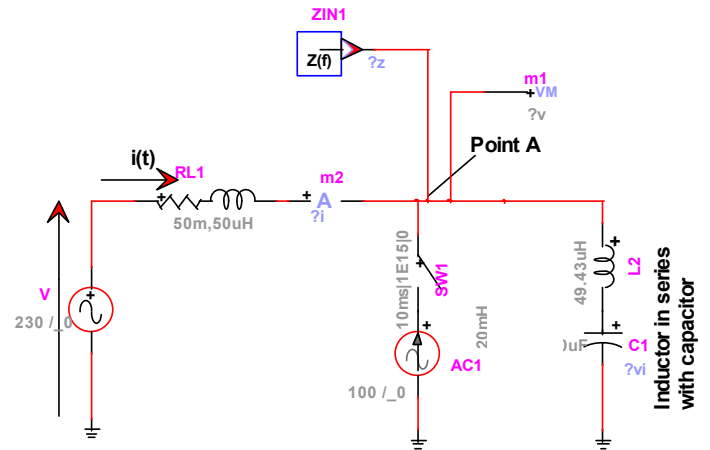 ZIN1
Z(f)
?z
m1
VM
?v
Point A
i(t)
RL1
m2
A
?i
50m,50uH
V
230 /_0
SW1
10ms|1E15|0
20mH
AC1
100 /_0
49.43uH
L2
C1
0uF
?vi
Inductor in series
with capacitor